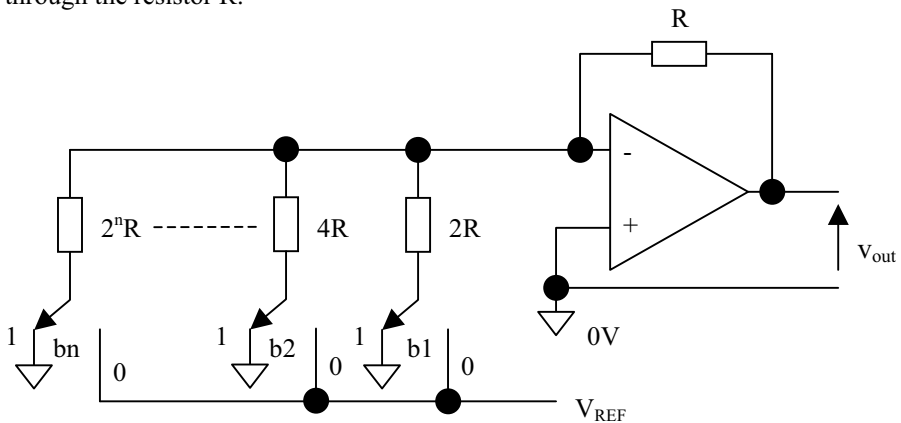 through the resistor R.
R
-
2ⁿR
4R
2R
+
v_out
1
bn
0
1
b2
0
1
b1
0
0V
V_REF